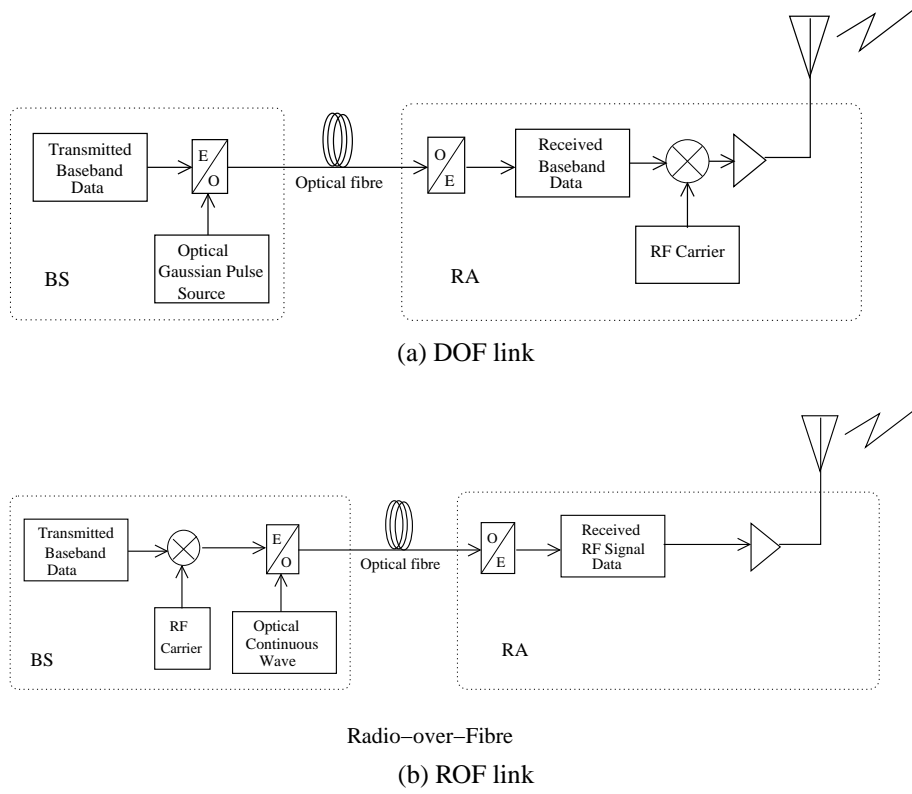 Transmitted
Baseband
Data
E
O
Optical
Gaussian Pulse
Source
BS
Optical fibre
O
E
Received
Baseband
Data
RF Carrier
RA
(a) DOF link
Transmitted
Baseband
Data
RF
Carrier
E
O
Optical
Continuous
Wave
BS
Optical fibre
O
E
Received
RF Signal
Data
RA
Radio−over−Fibre
(b) ROF link